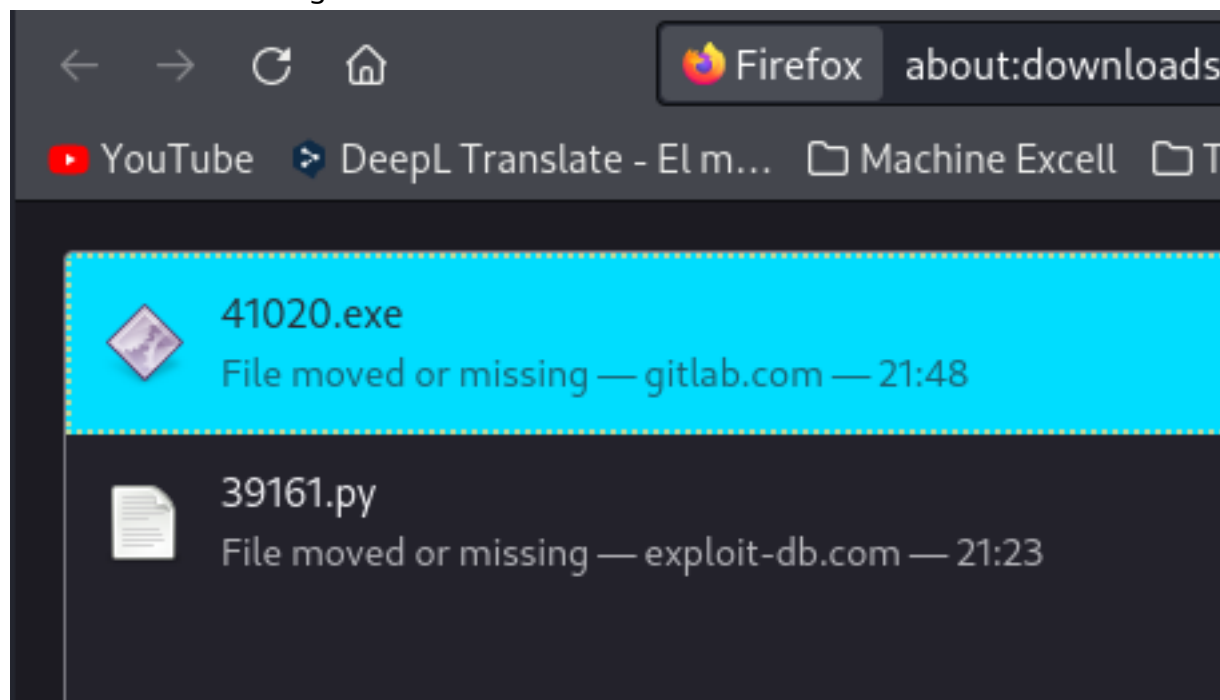 Firefox about:downloads
YouTube DeepL Translate - El m... Machine Excell T
41020.exe
File moved or missing — gitlab.com — 21:48
39161.py
File moved or missing — exploit-db.com — 21:23